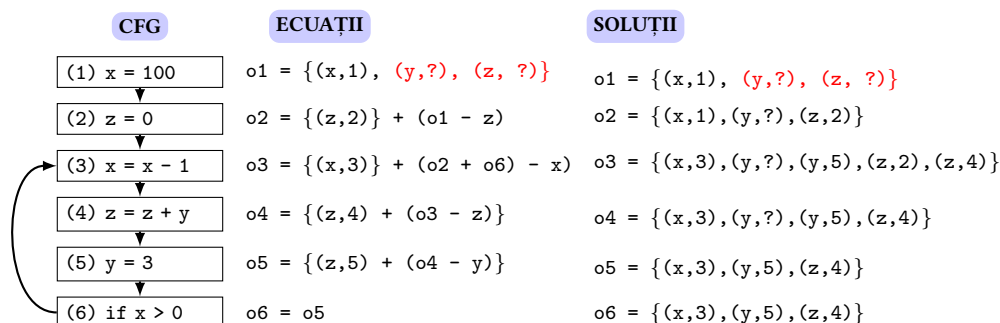 CFG ECUAȚII SOLUȚII
(1) x = 100 o1 = {(x,1), (y,?), (z, ?)} o1 = {(x,1), (y,?), (z, ?)}
(2) z = 0 o2 = {(z,2)} + (o1 - z) o2 = {(x,1),(y,?),(z,2)}
(3) x = x - 1 o3 = {(x,3)} + (o2 + o6) - x) o3 = {(x,3),(y,?),(y,5),(z,2),(z,4)}
(4) z = z + y o4 = {(z,4) + (o3 - z)} o4 = {(x,3),(y,?),(y,5),(z,4)}
(5) y = 3 o5 = {(z,5) + (o4 - y)} o5 = {(x,3),(y,5),(z,4)}
(6) if x > 0 o6 = o5 o6 = {(x,3),(y,5),(z,4)}